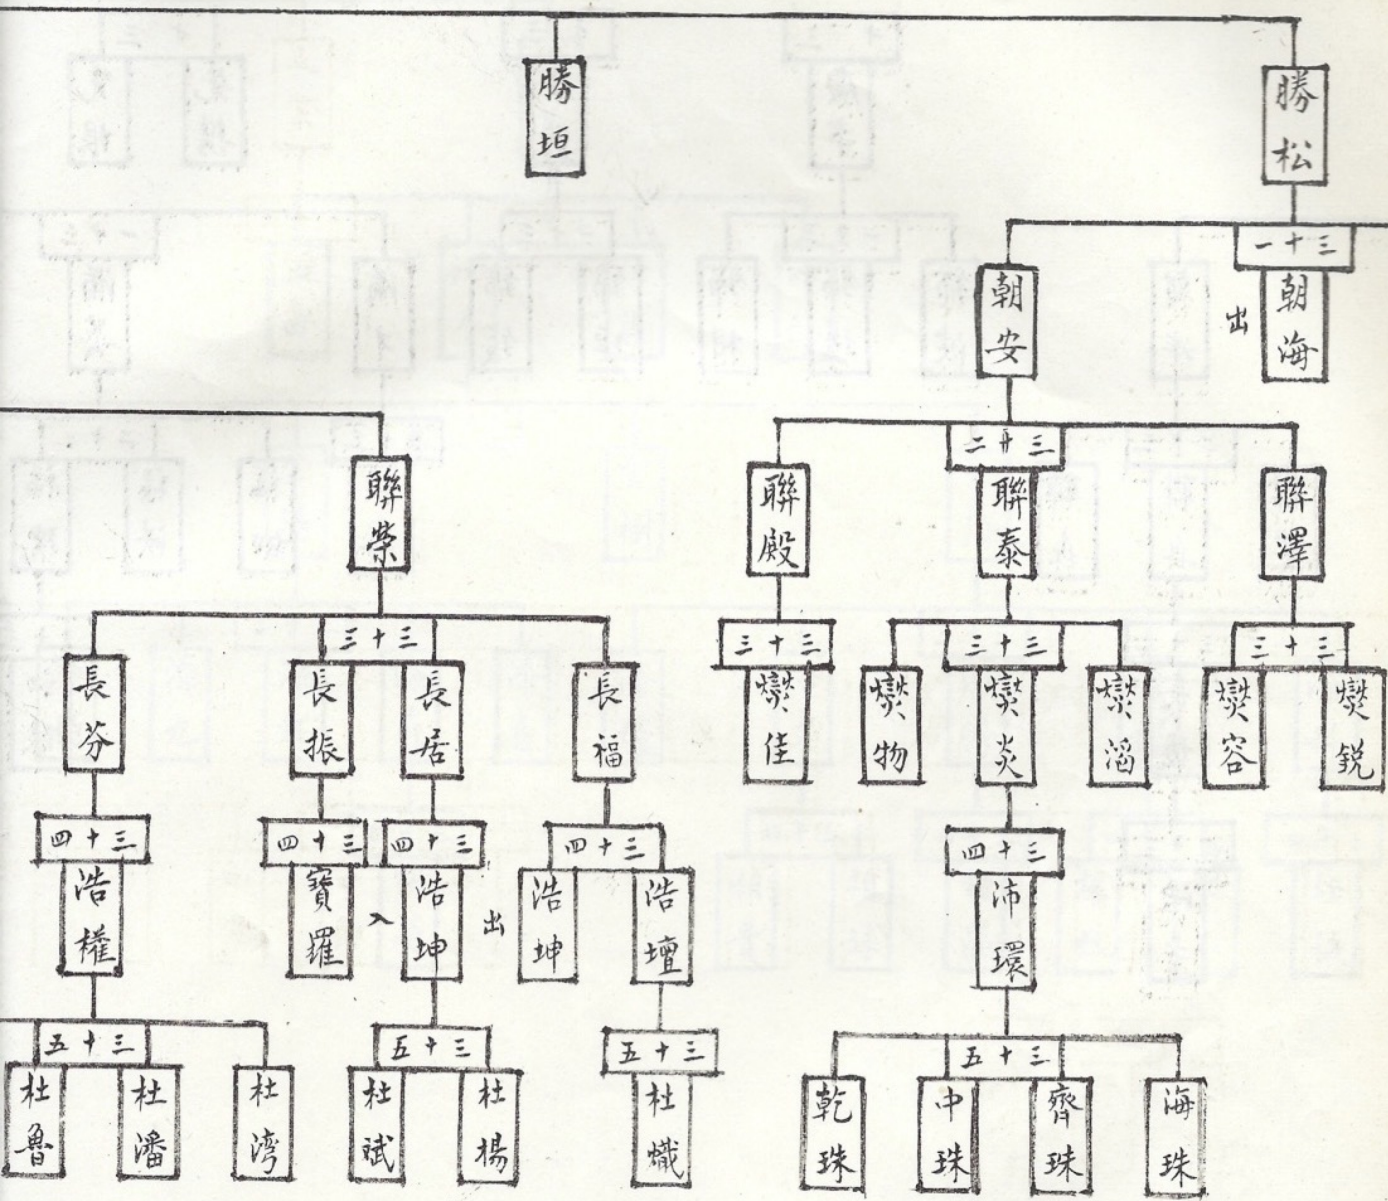 勝松
勝垣
三十一
朝海
出
朝安
三十二
聯澤
聯泰
聯殿
聯榮
三十三
三十三
三十三
三十三
燮銳
燮容
燮滔
燮炎
燮物
燮佳
長福
長居
長振
長芬
三十四
三十四
三十四
三十四
三十四
沛環
浩壇
浩坤
出
浩坤
入
寶羅
浩權
三十五
三十五
三十五
三十五
海珠
齊珠
中珠
乾珠
杜熾
杜楊
杜斌
杜湾
杜潘
杜魯